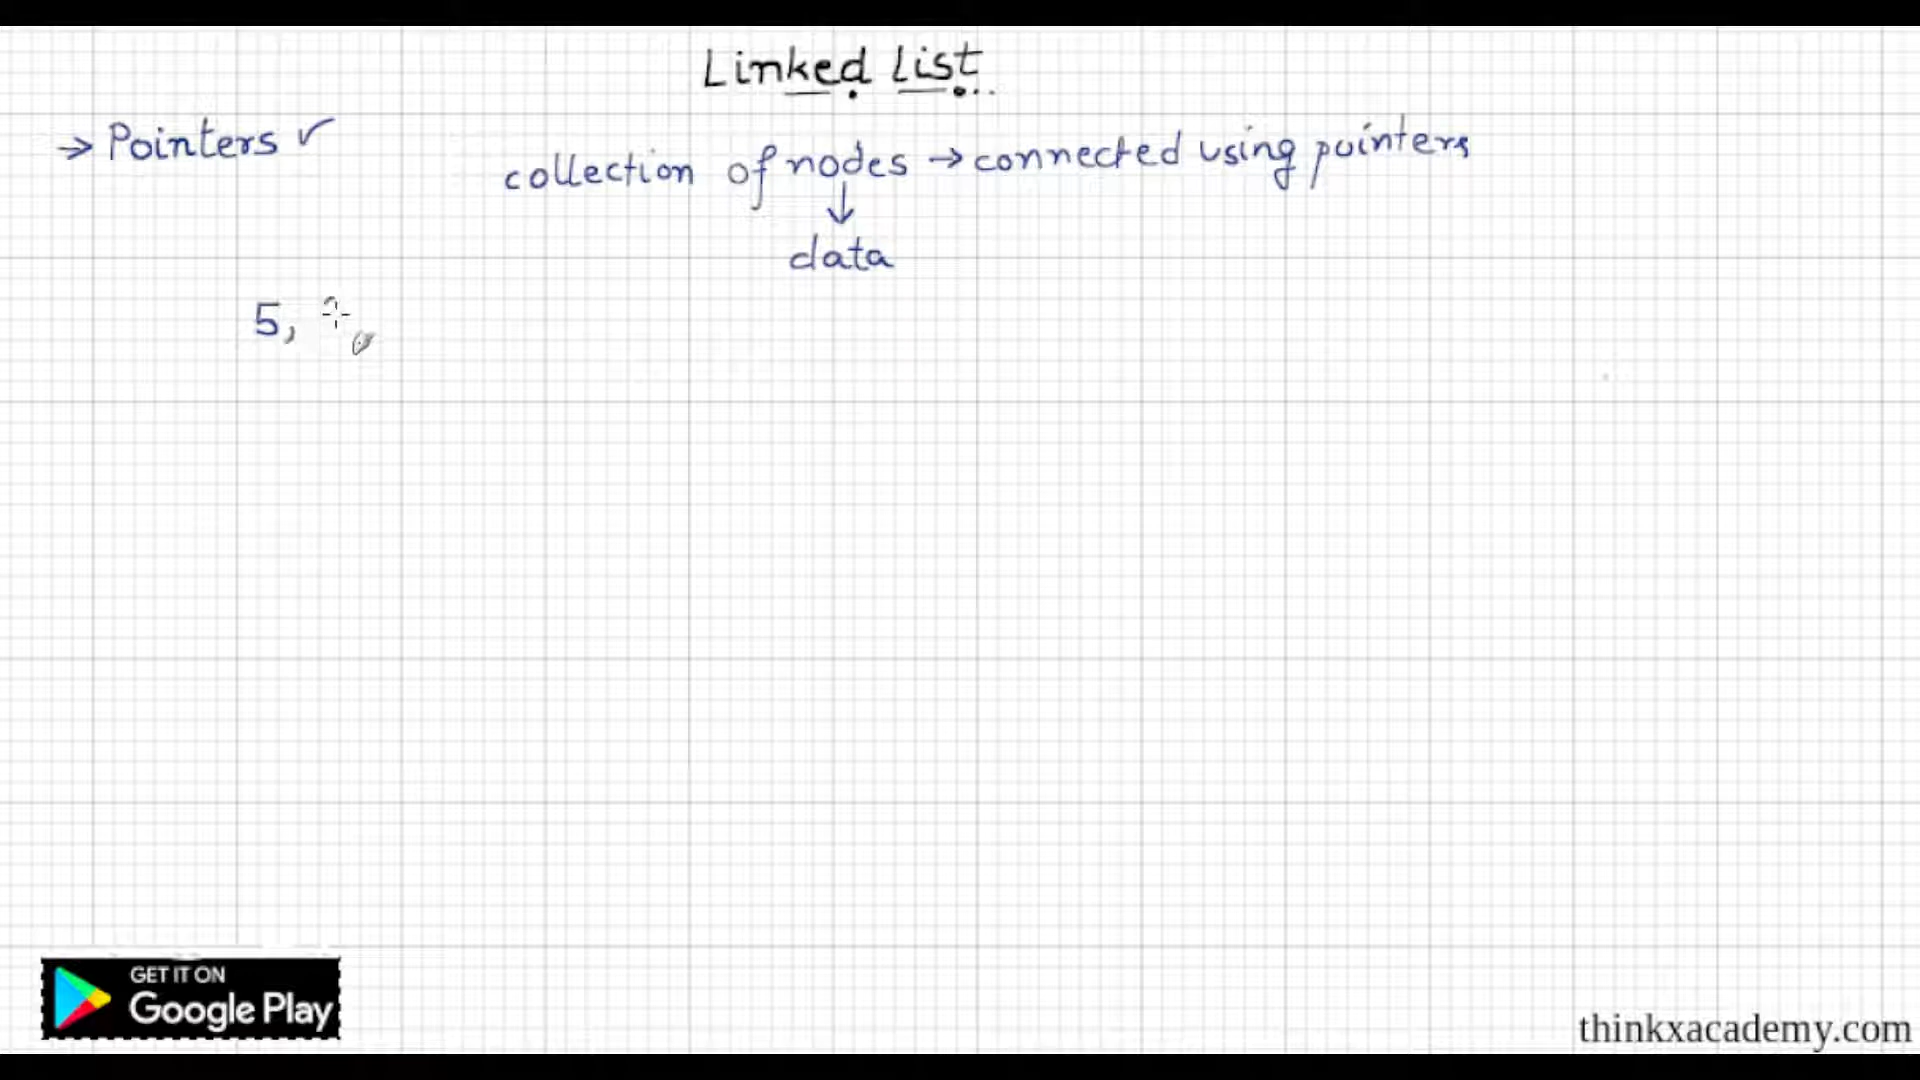 Linked List
→ Pointers ✓
collection of nodes → connected using pointers
↓
data
5,
GET IT ON
Google Play
thinkxacademy.com